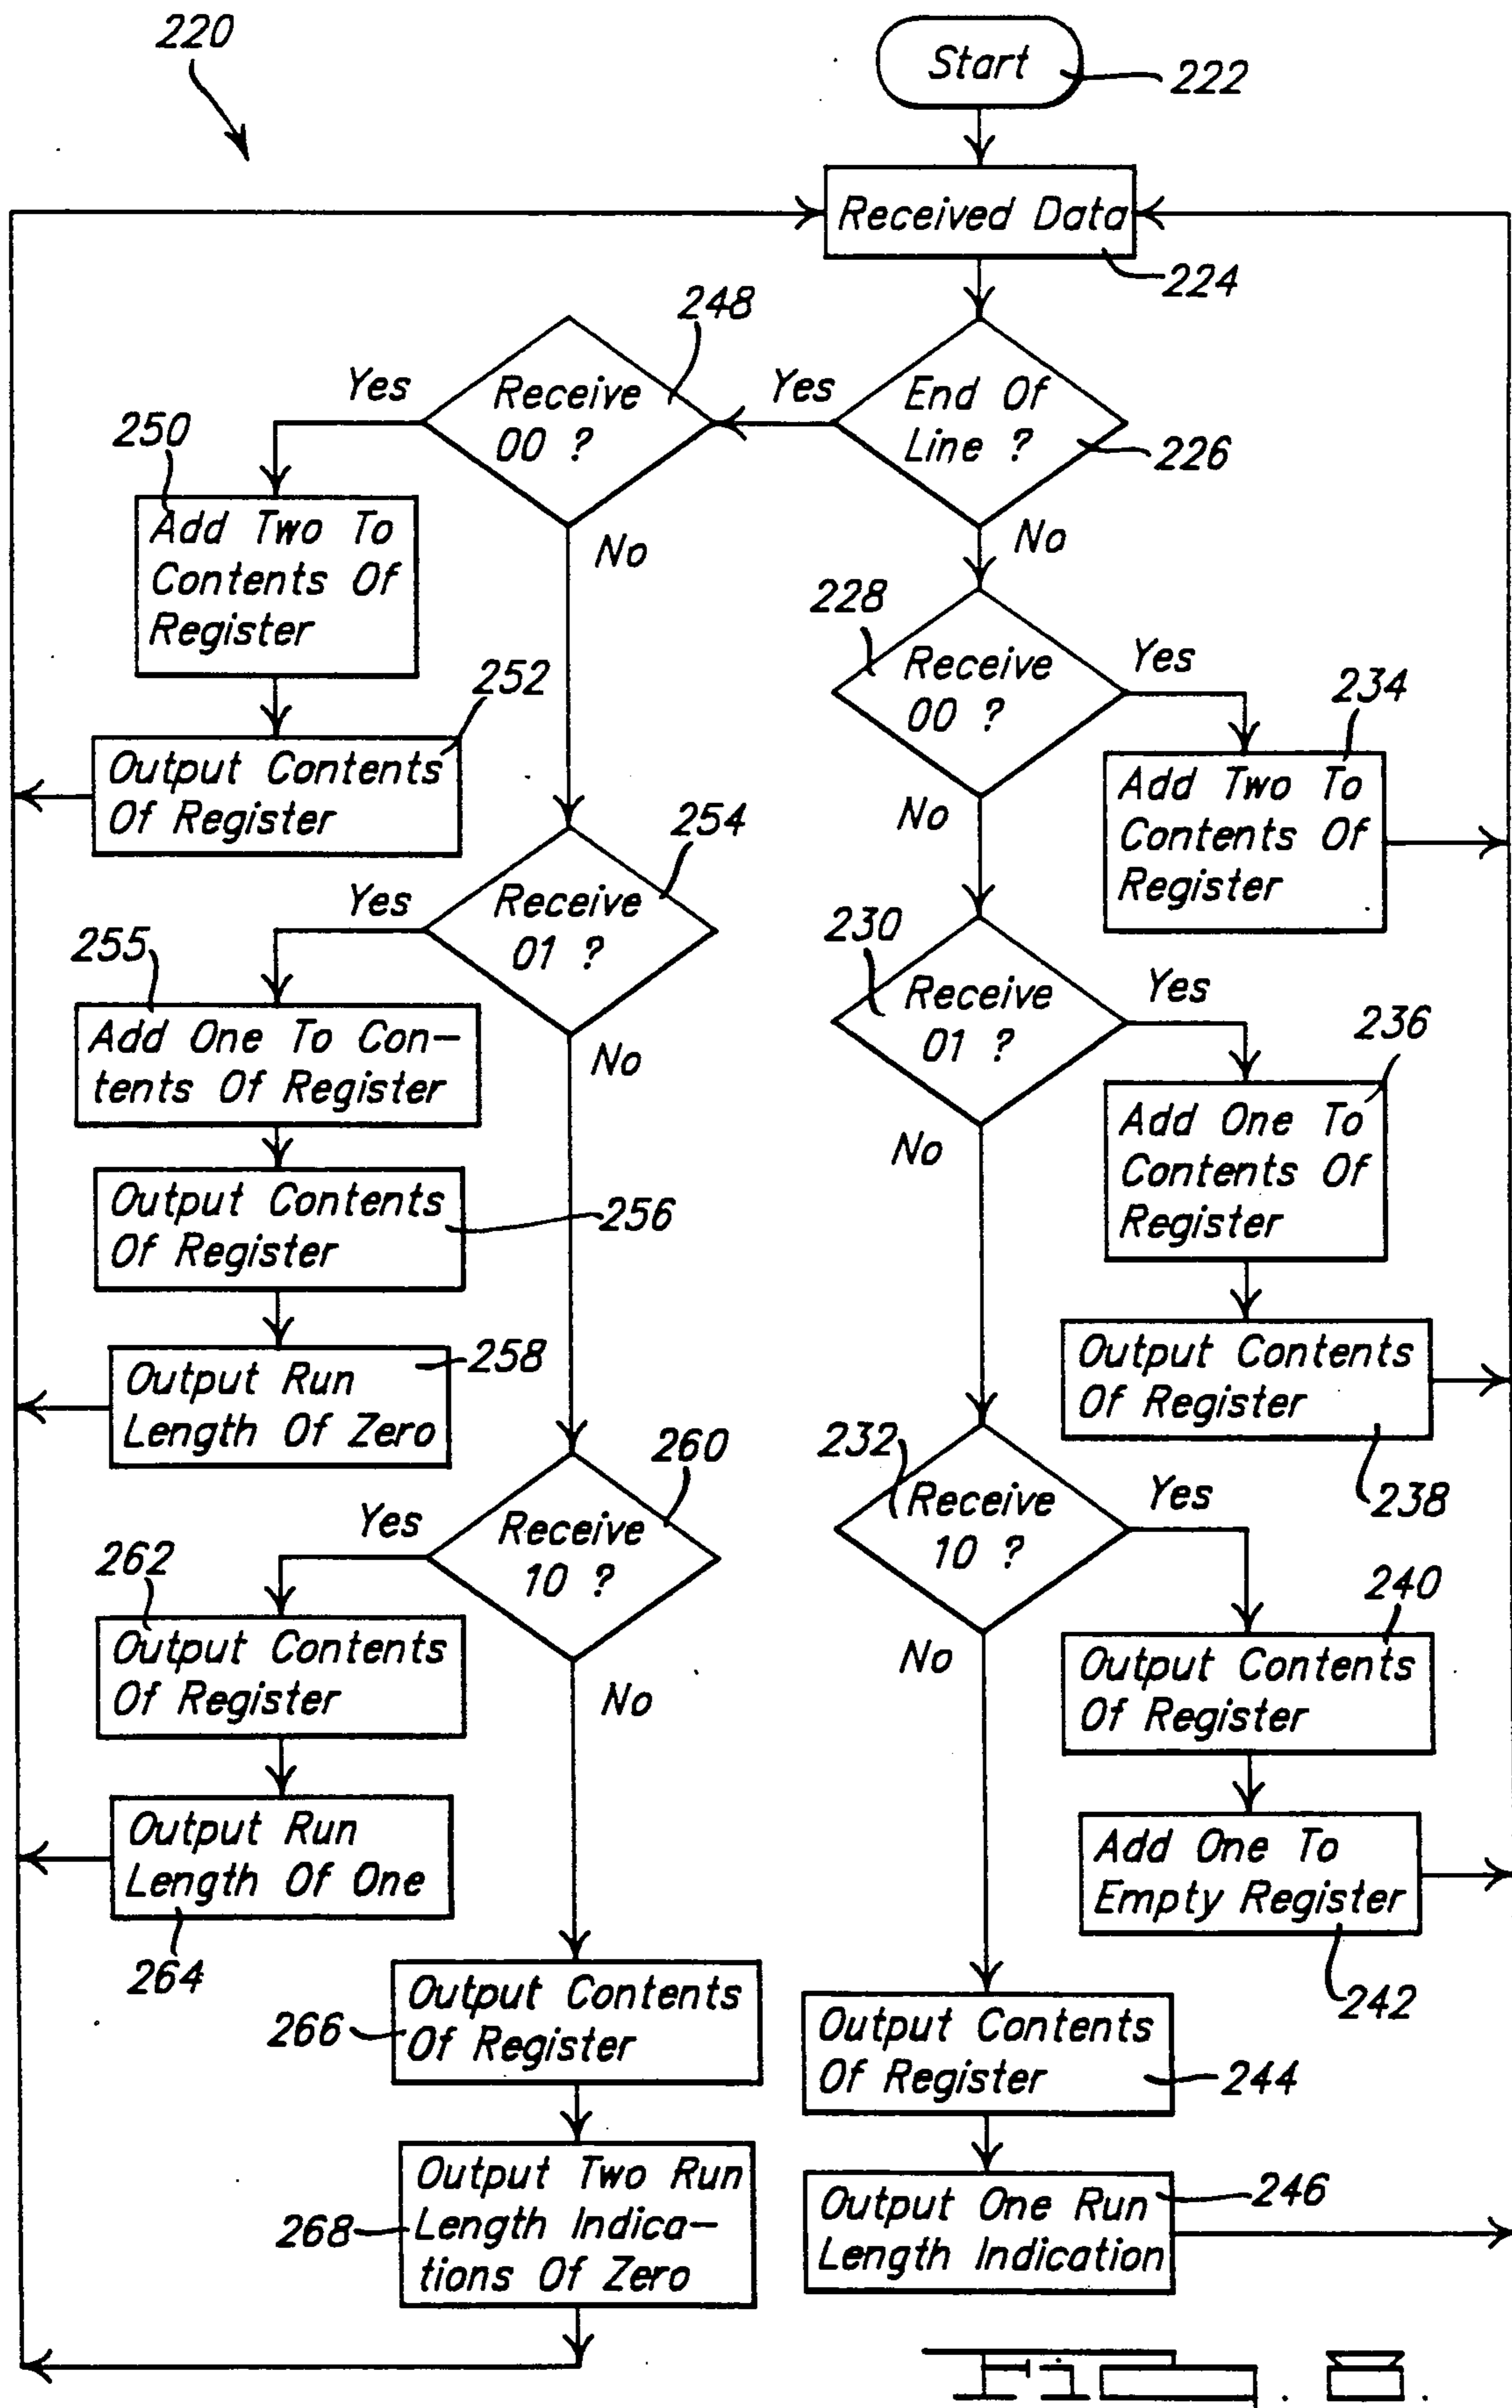 220
Start
222
Received Data
224
248
Receive
00 ?
Yes
Yes
End Of
Line ?
226
250
Add Two To
Contents Of
Register
No
No
228
Receive
00 ?
Yes
234
Add Two To
Contents Of
Register
252
Output Contents
Of Register
No
254
Receive
01 ?
Yes
230
Receive
01 ?
Yes
255
Add One To Con-
tents Of Register
No
236
Add One To
Contents Of
Register
No
Output Contents
Of Register
256
Output Contents
Of Register
238
Output Run
Length Of Zero
258
260
Receive
10 ?
Yes
232
Receive
10 ?
Yes
262
Output Contents
Of Register
No
240
Output Contents
Of Register
No
Output Run
Length Of One
264
Add One To
Empty Register
242
Output Contents
Of Register
266
Output Contents
Of Register
244
Output Two Run
Length Indica-
tions Of Zero
268
Output One Run
Length Indication
246